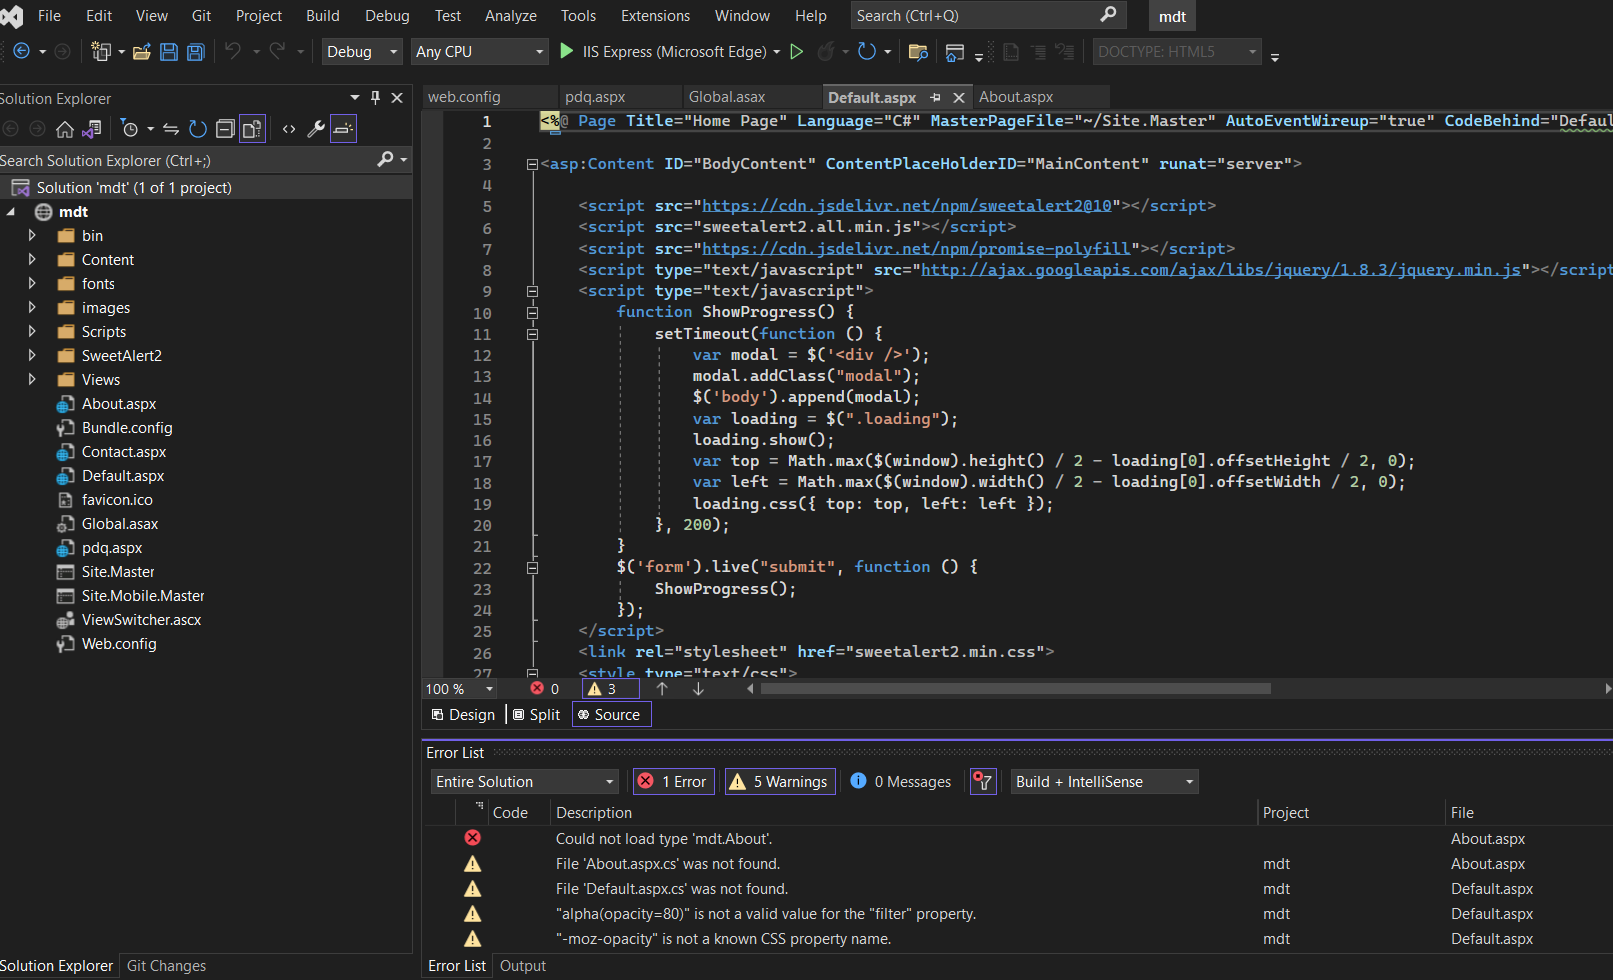 File Edit View Git Project Build Debug Test Analyze Tools Extensions Window Help Search (Ctrl+Q) mdt
Debug Any CPU IIS Express (Microsoft Edge) DOCTYPE: HTML5
Solution Explorer
Search Solution Explorer (Ctrl+;)
Solution 'mdt' (1 of 1 project)
mdt
bin
Content
fonts
images
Scripts
SweetAlert2
Views
About.aspx
Bundle.config
Contact.aspx
Default.aspx
favicon.ico
Global.asax
pdq.aspx
Site.Master
Site.Mobile.Master
ViewSwitcher.ascx
Web.config
Solution Explorer Git Changes
web.config pdq.aspx Global.asax Default.aspx About.aspx
1 <%@ Page Title="Home Page" Language="C#" MasterPageFile="~/Site.Master" AutoEventWireup="true" CodeBehind="Defaul
2
3 <asp:Content ID="BodyContent" ContentPlaceHolderID="MainContent" runat="server">
4
5 <script src="https://cdn.jsdelivr.net/npm/sweetalert2@10"></script>
6 <script src="sweetalert2.all.min.js"></script>
7 <script src="https://cdn.jsdelivr.net/npm/promise-polyfill"></script>
8 <script type="text/javascript" src="http://ajax.googleapis.com/ajax/libs/jquery/1.8.3/jquery.min.js"></script
9 <script type="text/javascript">
10 function ShowProgress() {
11 setTimeout(function () {
12 var modal = $('<div />');
13 modal.addClass("modal");
14 $('body').append(modal);
15 var loading = $(".loading");
16 loading.show();
17 var top = Math.max($(window).height() / 2 - loading[0].offsetHeight / 2, 0);
18 var left = Math.max($(window).width() / 2 - loading[0].offsetWidth / 2, 0);
19 loading.css({ top: top, left: left });
20 }, 200);
21 }
22 $('form').live("submit", function () {
23 ShowProgress();
24 });
25 </script>
26 <link rel="stylesheet" href="sweetalert2.min.css">
27 <style type="text/css">
100 % 0 3
Design Split Source
Error List
Entire Solution 1 Error 5 Warnings 0 Messages Build + IntelliSense
Code Description Project File
Could not load type 'mdt.About'. About.aspx
File 'About.aspx.cs' was not found. mdt About.aspx
File 'Default.aspx.cs' was not found. mdt Default.aspx
"alpha(opacity=80)" is not a valid value for the "filter" property. mdt Default.aspx
"-moz-opacity" is not a known CSS property name. mdt Default.aspx
Error List Output